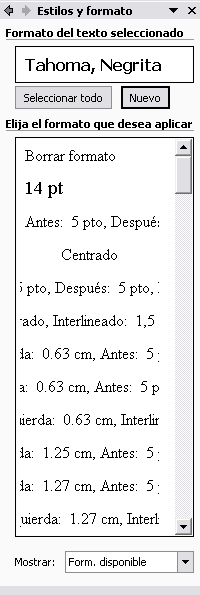 Estilos y formato
Formato del texto seleccionado
Tahoma, Negrita
Seleccionar todo
Nuevo
Elija el formato que desea aplicar
Borrar formato
14 pt
Antes: 5 pto, Despué
Centrado
pto, Después: 5 pto,
ado, Interlineado: 1,5
da: 0.63 cm, Antes: 5
a: 0.63 cm, Antes: 5 p
uierda: 0.63 cm, Interlin
da: 1.25 cm, Antes: 5
da: 1.27 cm, Antes: 5
uierda: 1.27 cm, Interl
Mostrar: Form. disponible